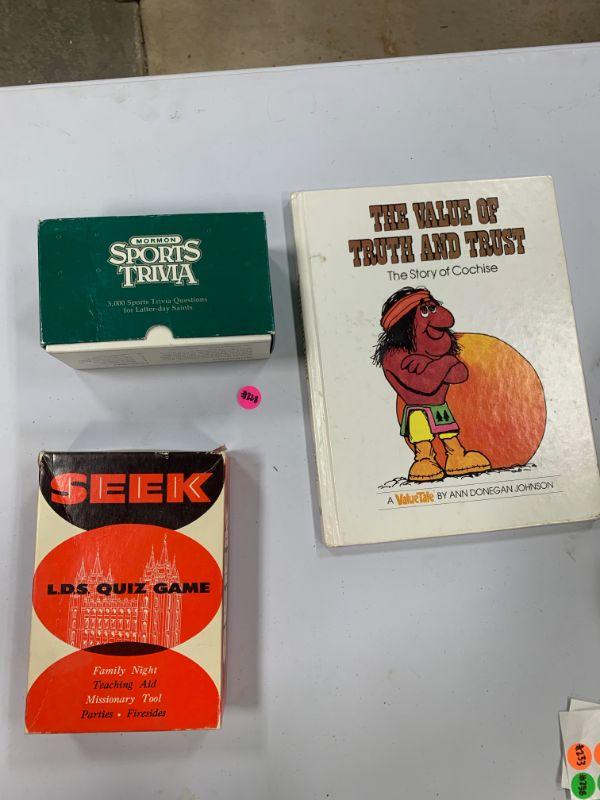 MORMON
SPORTS
TRIVIA
3,000 Sports Trivia Questions
for Latter-day Saints
THE VALUE OF
TRUTH AND TRUST
The Story of Cochise
A ValueTale BY ANN DONEGAN JOHNSON
SEEK
L.D.S. QUIZ GAME
Family Night
Teaching Aid
Missionary Tool
Parties • Firesides
#233